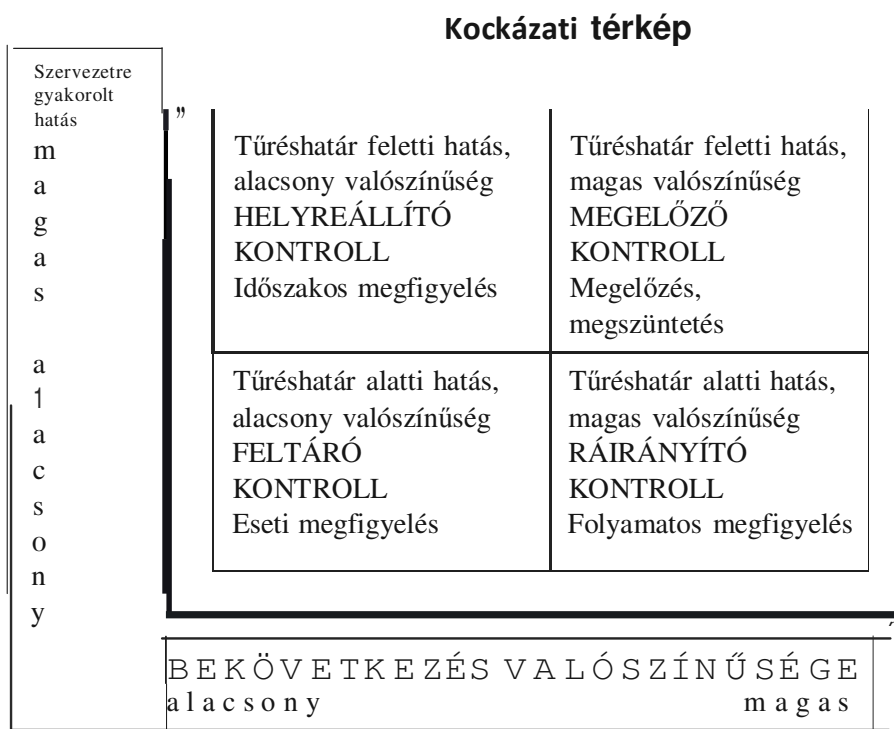 Kockázati térkép
Szervezetre
gyakorolt
hatás
m
a
g
a
s
a
1
a
c
s
o
n
y
”
Tűréshatár feletti hatás,
alacsony valószínűség
HELYREÁLLÍTÓ
KONTROLL
Időszakos megfigyelés
Tűréshatár feletti hatás,
magas valószínűség
MEGELŐZŐ
KONTROLL
Megelőzés,
megszüntetés
Tűréshatár alatti hatás,
alacsony valószínűség
FELTÁRÓ
KONTROLL
Eseti megfigyelés
Tűréshatár alatti hatás,
magas valószínűség
RÁIRÁNYÍTÓ
KONTROLL
Folyamatos megfigyelés
BEKÖVETKEZÉS VALÓSZÍNŰSÉGE
alacsony magas